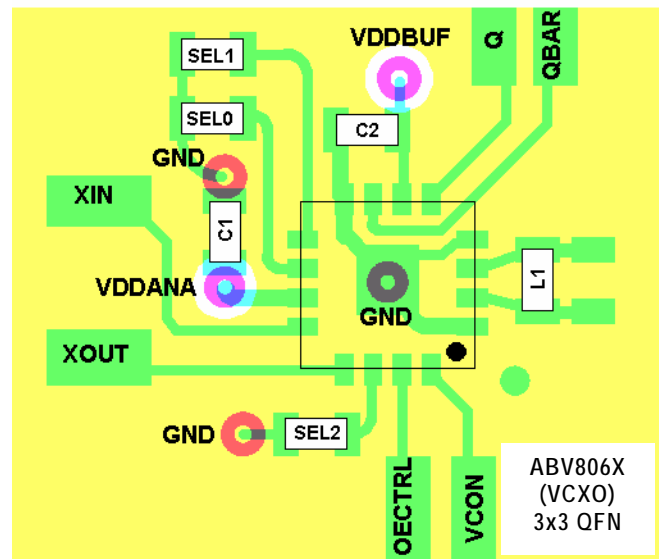 VDDBUF
Q
QBAR
SEL1
SEL0
C2
GND
XIN
C1
L1
VDDANA
GND
XOUT
GND
SEL2
OECTRL
VCON
ABV806X
(VCXO)
3x3 QFN